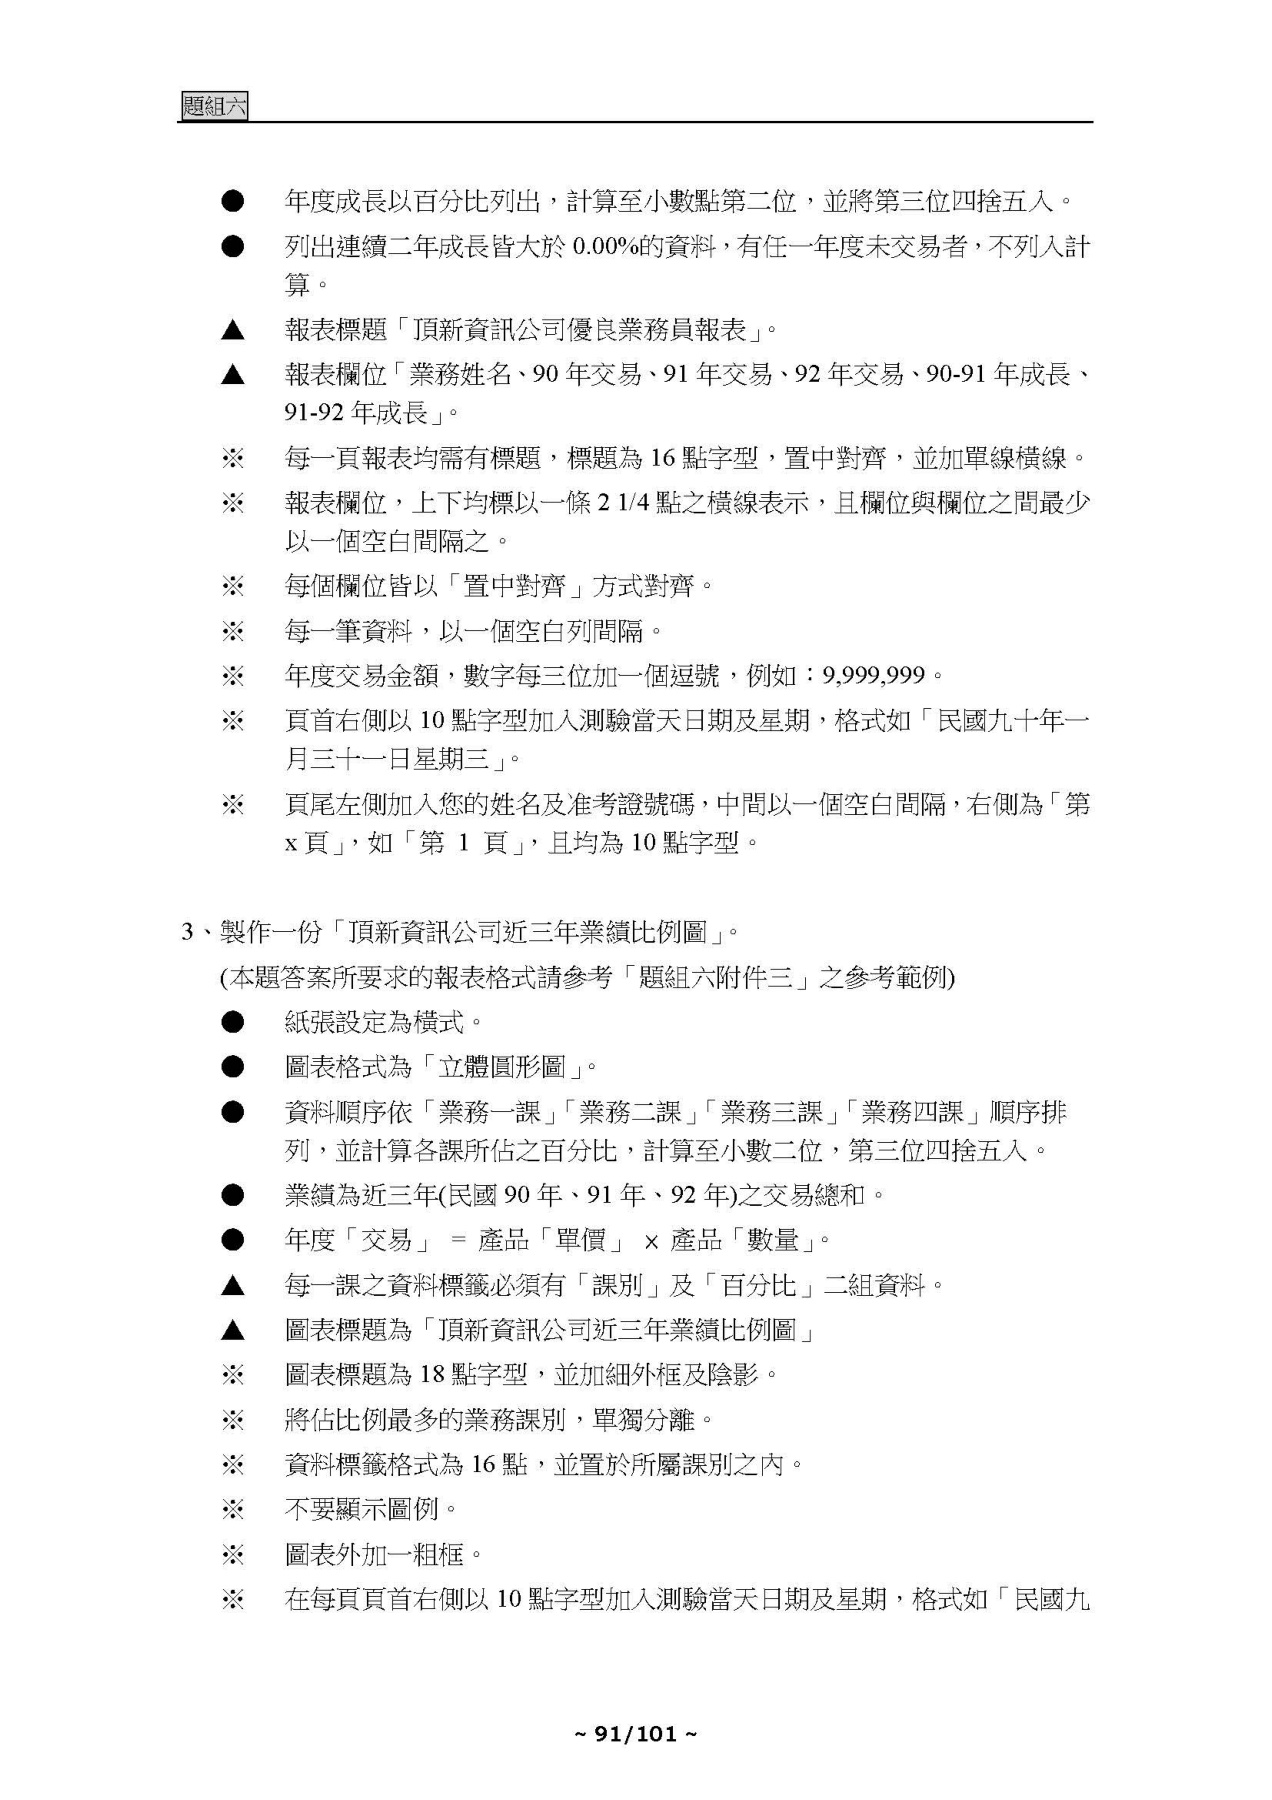 題組六
● 年度成長以百分比列出，計算至小數點第二位，並將第三位四捨五入。
● 列出連續二年成長皆大於 0.00%的資料，有任一年度未交易者，不列入計
算。
▲ 報表標題「頂新資訊公司優良業務員報表」。
▲ 報表欄位「業務姓名、90 年交易、91 年交易、92 年交易、90-91 年成長、
91-92 年成長」。
※ 每一頁報表均需有標題，標題為 16 點字型，置中對齊，並加單線橫線。
※ 報表欄位，上下均標以一條 2 1/4 點之橫線表示，且欄位與欄位之間最少
以一個空白間隔之。
※ 每個欄位皆以「置中對齊」方式對齊。
※ 每一筆資料，以一個空白列間隔。
※ 年度交易金額，數字每三位加一個逗號，例如：9,999,999。
※ 頁首右側以 10 點字型加入測驗當天日期及星期，格式如「民國九十年一
月三十一日星期三」。
※ 頁尾左側加入您的姓名及准考證號碼，中間以一個空白間隔，右側為「第
x 頁」，如「第 1 頁」，且均為 10 點字型。
3、製作一份「頂新資訊公司近三年業績比例圖」。
(本題答案所要求的報表格式請參考「題組六附件三」之參考範例)
● 紙張設定為橫式。
● 圖表格式為「立體圓形圖」。
● 資料順序依「業務一課」「業務二課」「業務三課」「業務四課」順序排
列，並計算各課所佔之百分比，計算至小數二位，第三位四捨五入。
● 業績為近三年(民國 90 年、91 年、92 年)之交易總和。
● 年度「交易」 = 產品「單價」 × 產品「數量」。
▲ 每一課之資料標籤必須有「課別」及「百分比」二組資料。
▲ 圖表標題為「頂新資訊公司近三年業績比例圖」
※ 圖表標題為 18 點字型，並加細外框及陰影。
※ 將佔比例最多的業務課別，單獨分離。
※ 資料標籤格式為 16 點，並置於所屬課別之內。
※ 不要顯示圖例。
※ 圖表外加一粗框。
※ 在每頁頁首右側以 10 點字型加入測驗當天日期及星期，格式如「民國九
~ 91/101 ~